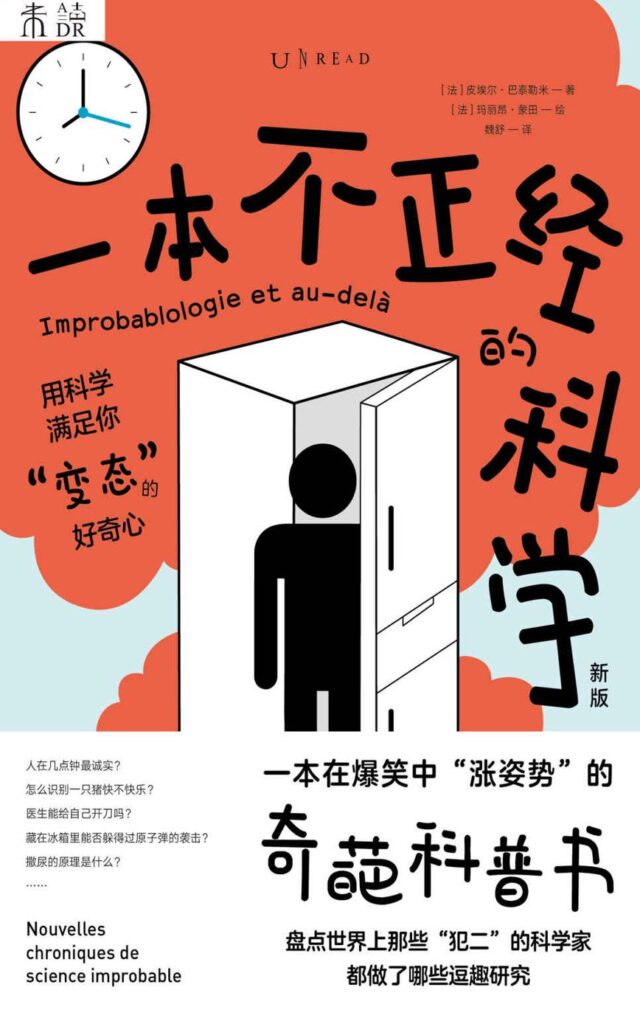 未讀
UNREAD
[法]皮埃尔·巴泰勒米 — 著
[法]玛丽昂·蒙田 — 绘
魏舒 — 译
一本不正经的科学
新版
Improbablologie et au-delà
用科学
满足你
“变态”的
好奇心
人在几点钟最诚实？
怎么识别一只猪快不快乐？
医生能给自己开刀吗？
藏在冰箱里能否躲得过原子弹的袭击？
撒尿的原理是什么？
……
Nouvelles
chroniques de
science improbable
一本在爆笑中“涨姿势”的
奇葩科普书
盘点世界上那些“犯二”的科学家
都做了哪些逗趣研究